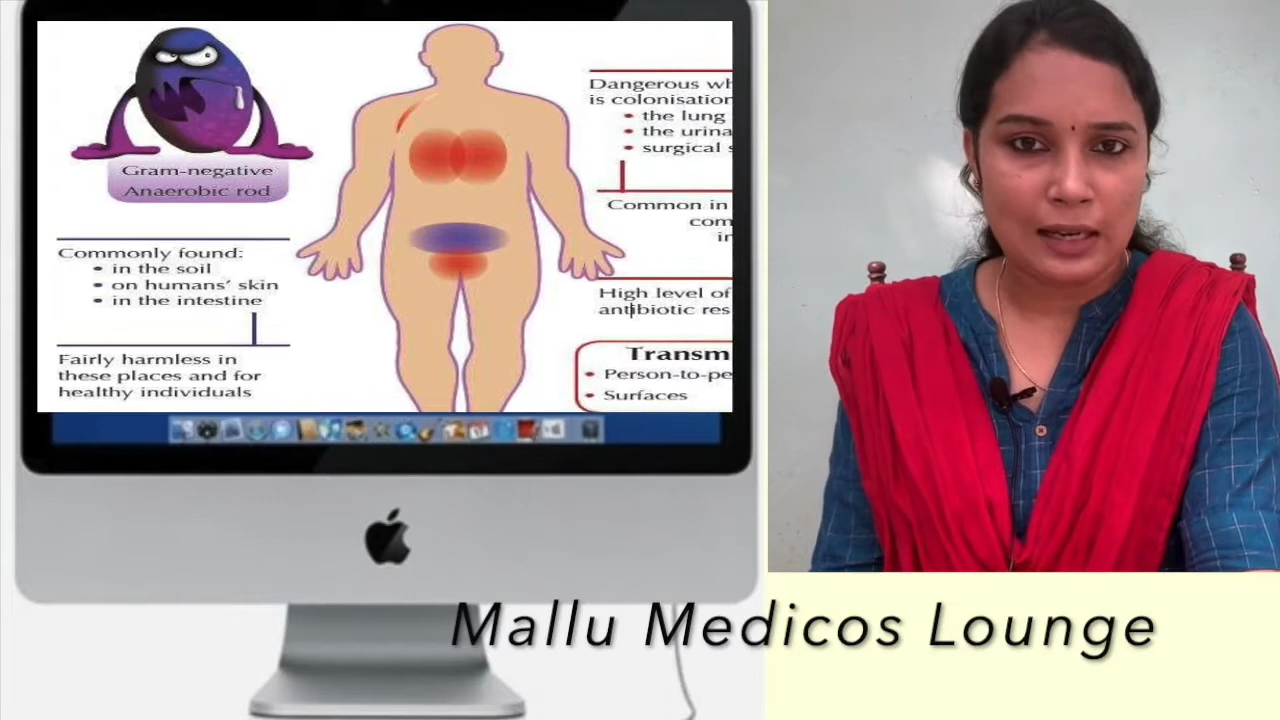 Gram-negative
Anaerobic rod
Commonly found:
• in the soil
• on humans' skin
• in the intestine
Fairly harmless in
these places and for
healthy individuals
Dangerous wh
is colonisation
• the lung
• the urina
• surgical s
Common in
com
in
High level of
antibiotic res
Transm
• Person-to-pe
• Surfaces
Mallu Medicos Lounge